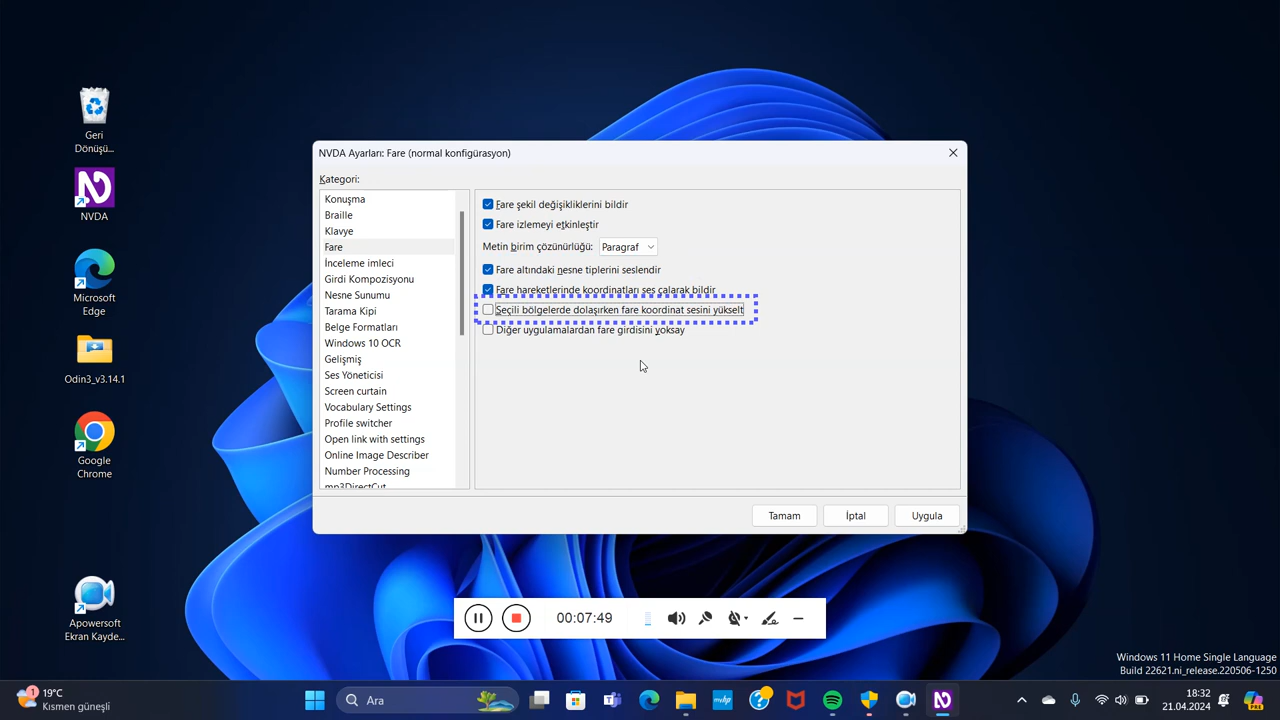 Geri
Dönüşü...
NVDA
Microsoft
Edge
Odin3_v3.14.1
Google
Chrome
Apowersoft
Ekran Kayde...
NVDA Ayarları: Fare (normal konfigürasyon)
Kategori:
Konuşma
Braille
Klavye
Fare
İnceleme imleci
Girdi Kompozisyonu
Nesne Sunumu
Tarama Kipi
Belge Formatları
Windows 10 OCR
Gelişmiş
Ses Yöneticisi
Screen curtain
Vocabulary Settings
Profile switcher
Open link with settings
Online Image Describer
Number Processing
mp3DirectCut
Fare şekil değişikliklerini bildir
Fare izlemeyi etkinleştir
Metin birim çözünürlüğü: Paragraf
Fare altındaki nesne tiplerini seslendir
Fare hareketlerinde koordinatları ses çalarak bildir
Seçili bölgelerde dolaşırken fare koordinat sesini yükselt
Diğer uygulamalardan fare girdisini yoksay
Tamam İptal Uygula
00:07:49
Windows 11 Home Single Language
Build 22621.ni_release.220506-1250
1
19°C
Kısmen güneşli
Ara
myhp
18:32
21.04.2024